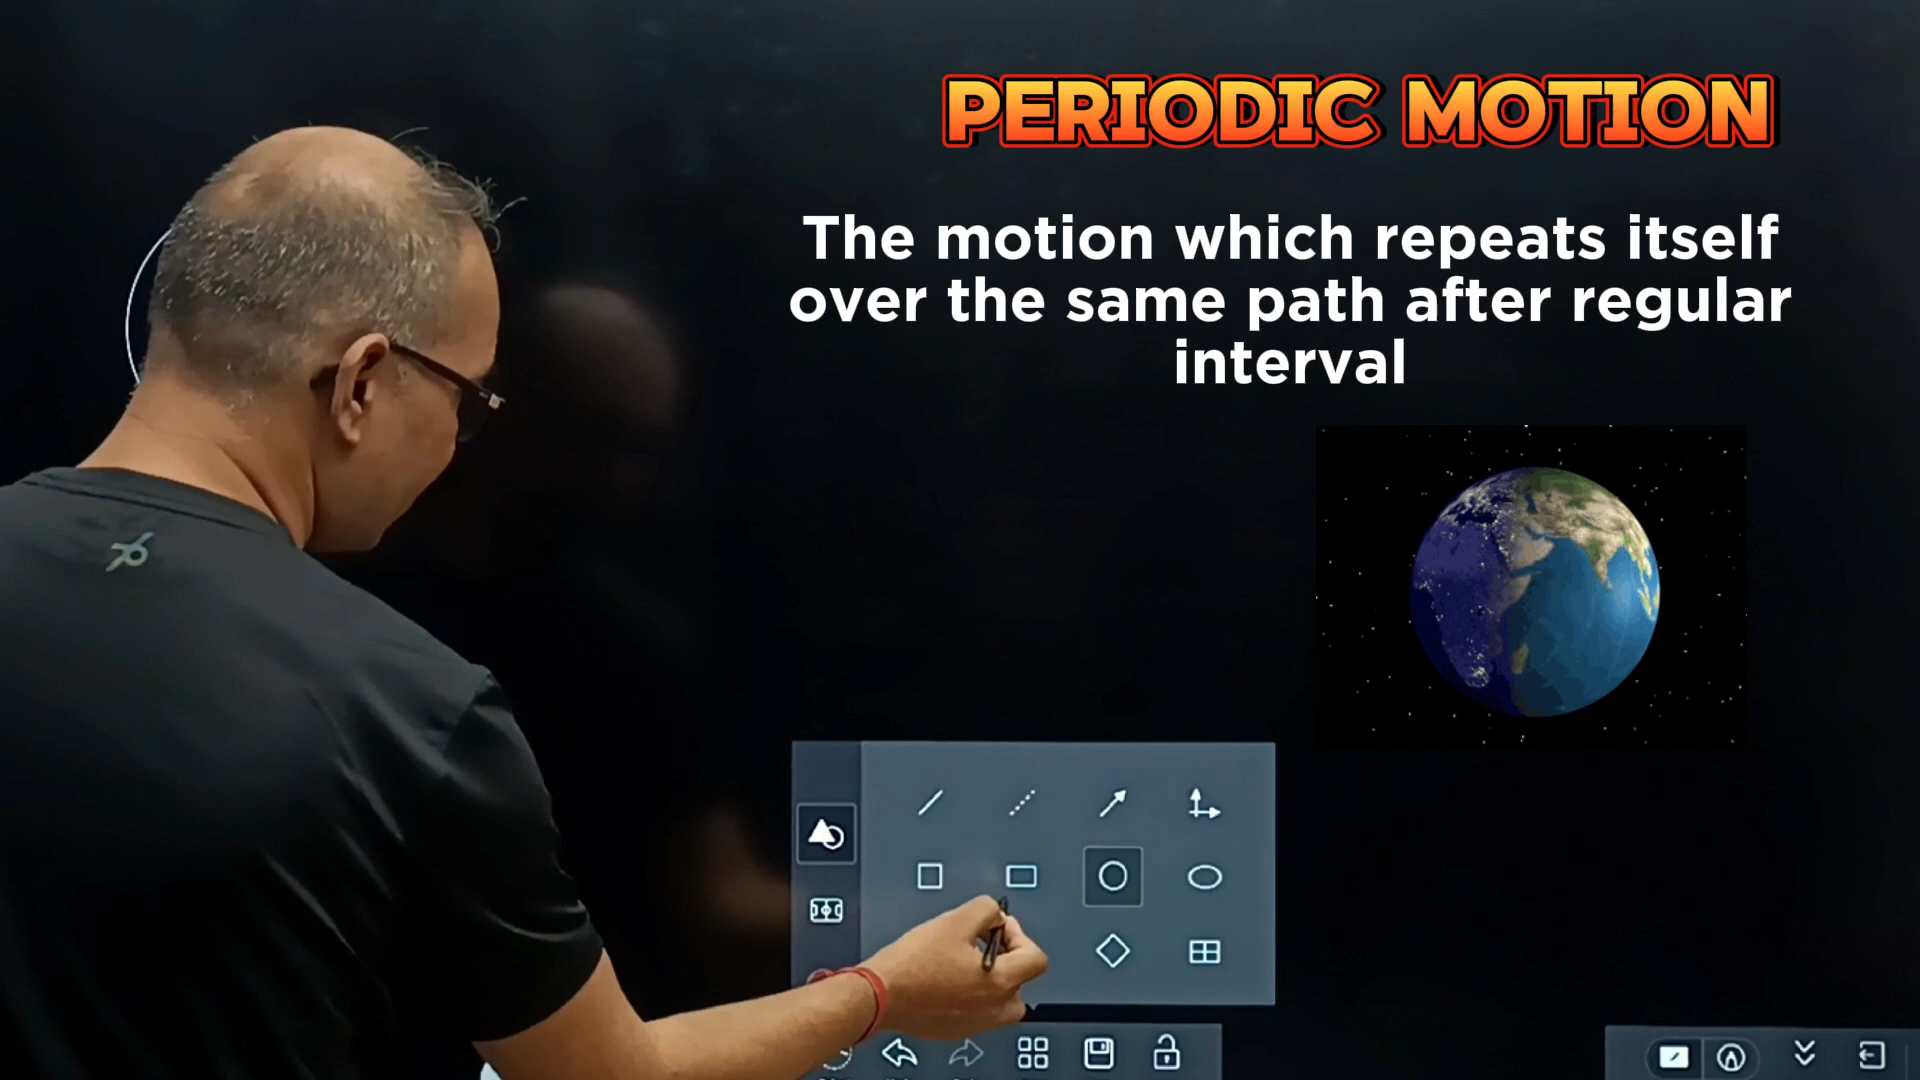 PERIODIC MOTION
The motion which repeats itself
over the same path after regular
interval